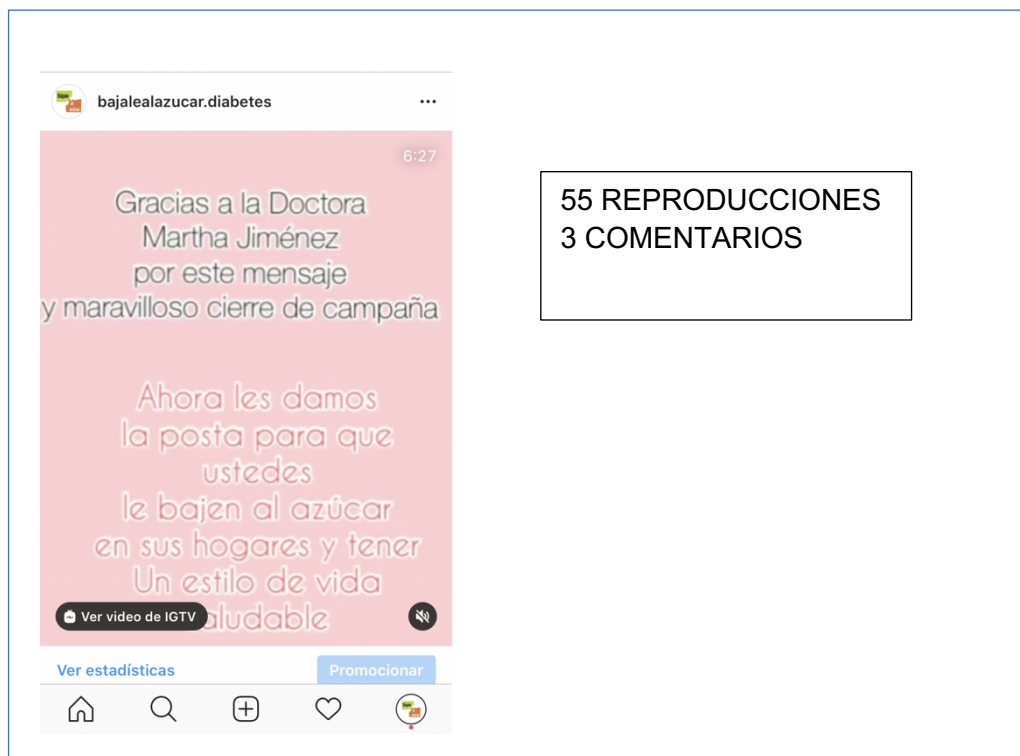 bajalealazucar.diabetes
6:27
Gracias a la Doctora
Martha Jiménez
por este mensaje
y maravilloso cierre de campaña
Ahora les damos
la posta para que
ustedes
le bajen al azúcar
en sus hogares y tener
Un estilo de vida
aludable
Ver video de IGTV
Ver estadísticas
Promocionar
55 REPRODUCCIONES
3 COMENTARIOS